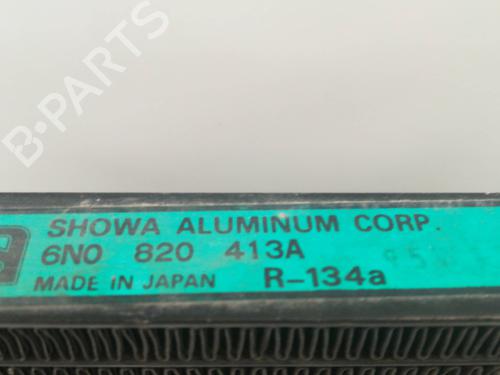 SHOWA ALUMINUM CORP.
6N0 820 413A
MADE IN JAPAN R-134a
B-PARTS